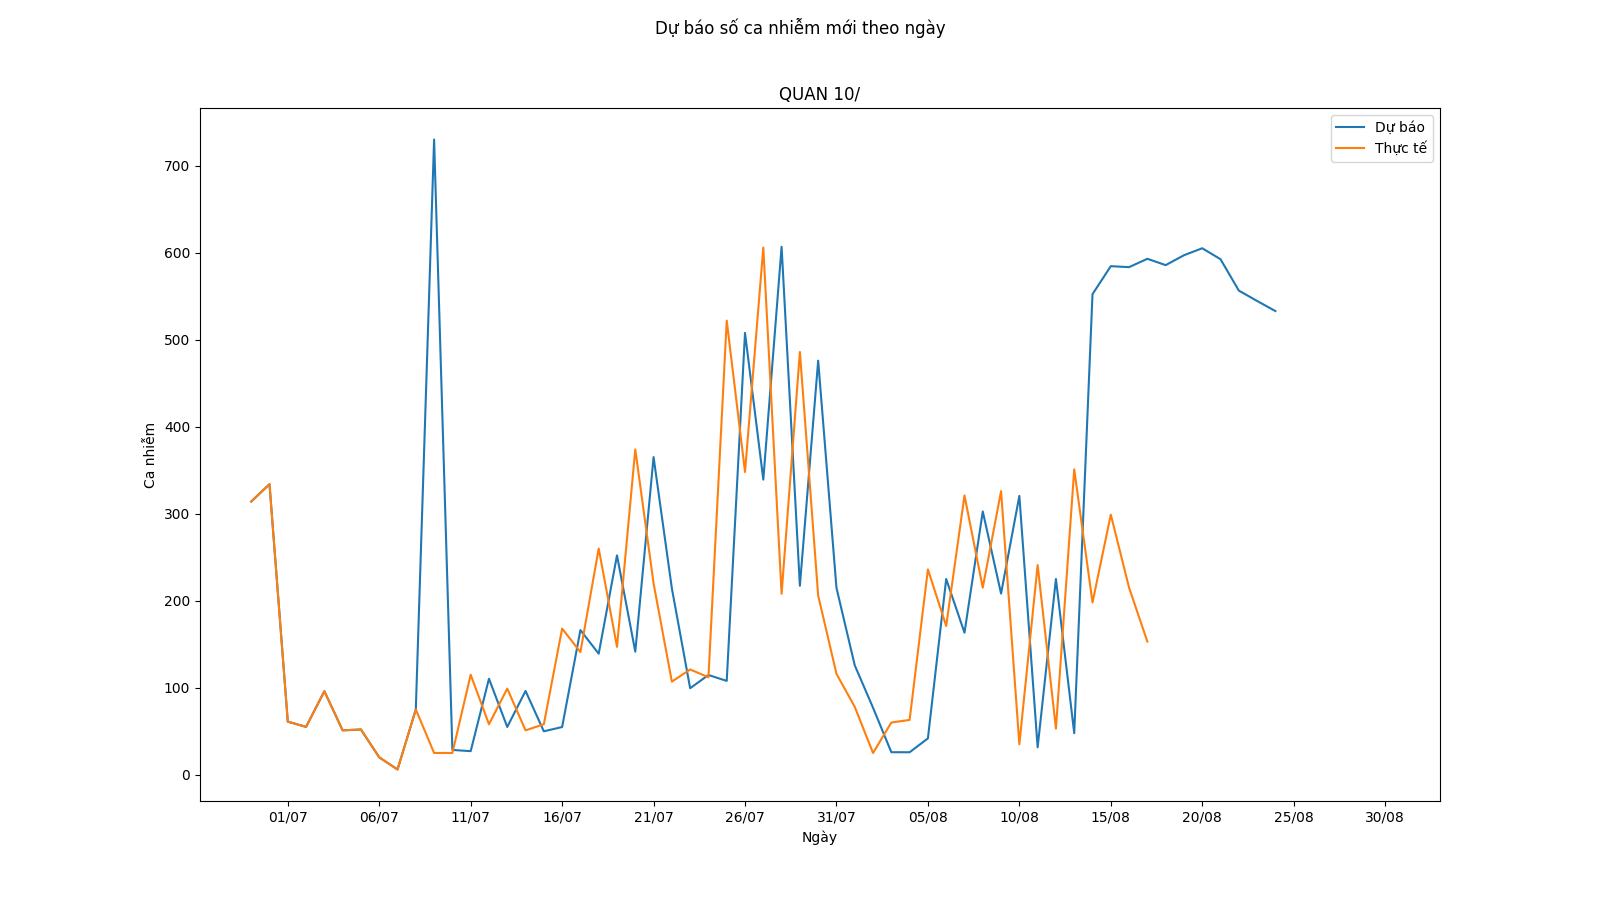 Dự báo số ca nhiễm mới theo ngày
QUAN 10/
Dự báo
Thực tế
700
600
500
400
300
200
100
0
Ca nhiễm
01/07 06/07 11/07 16/07 21/07 26/07 31/07 05/08 10/08 15/08 20/08 25/08 30/08
Ngày